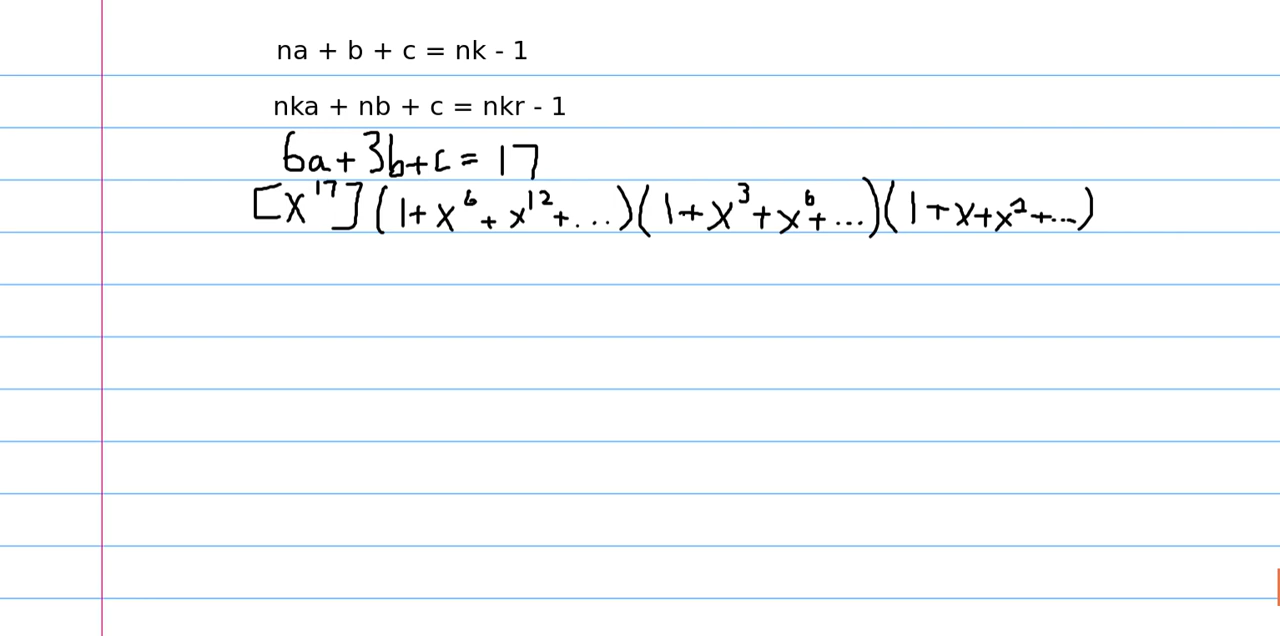 na + b + c = nk - 1
nka + nb + c = nkr - 1
6a+3b+c = 17
[x^17](1+x^6+x^12+...)(1+x^3+x^6+...)(1+x+x^2+...)